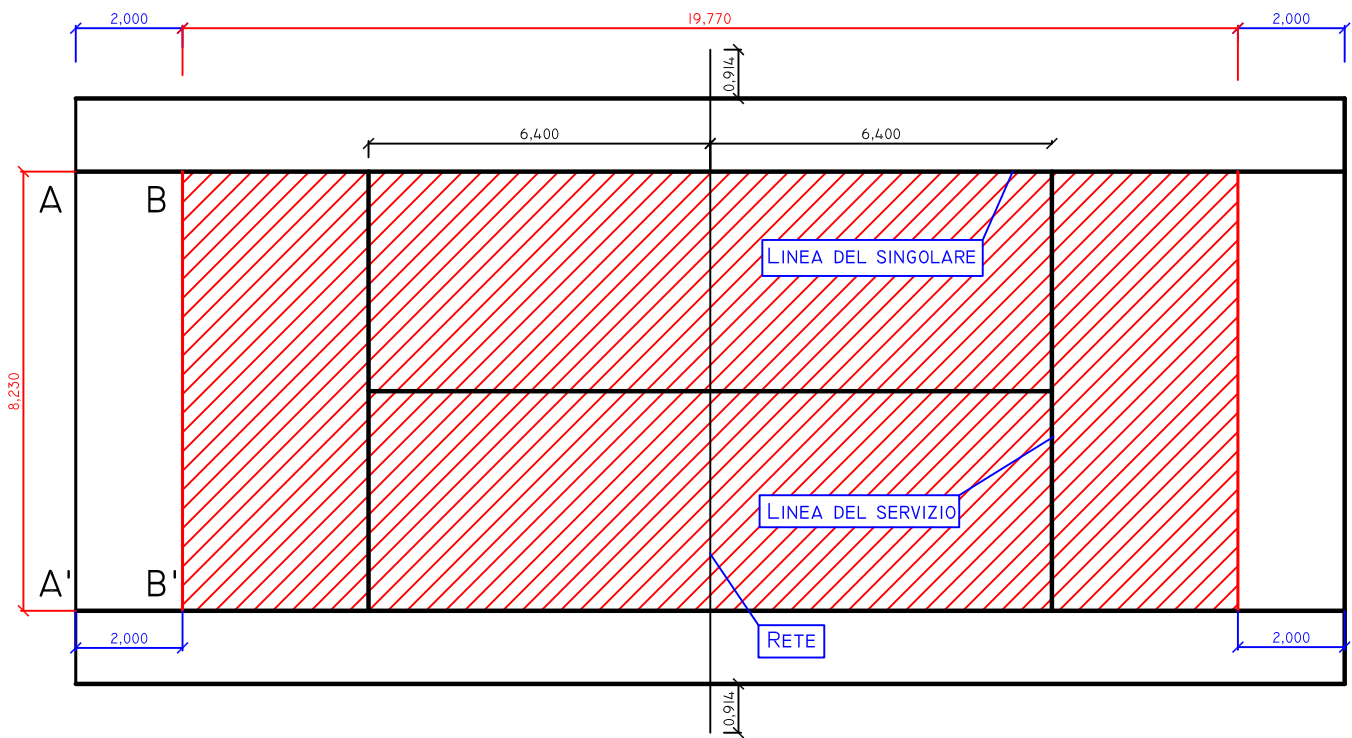 2,000
19,770
2,000
0,914
6,400
6,400
A
B
LINEA DEL SINGOLARE
8,230
LINEA DEL SERVIZIO
A'
B'
2,000
RETE
2,000
0,914